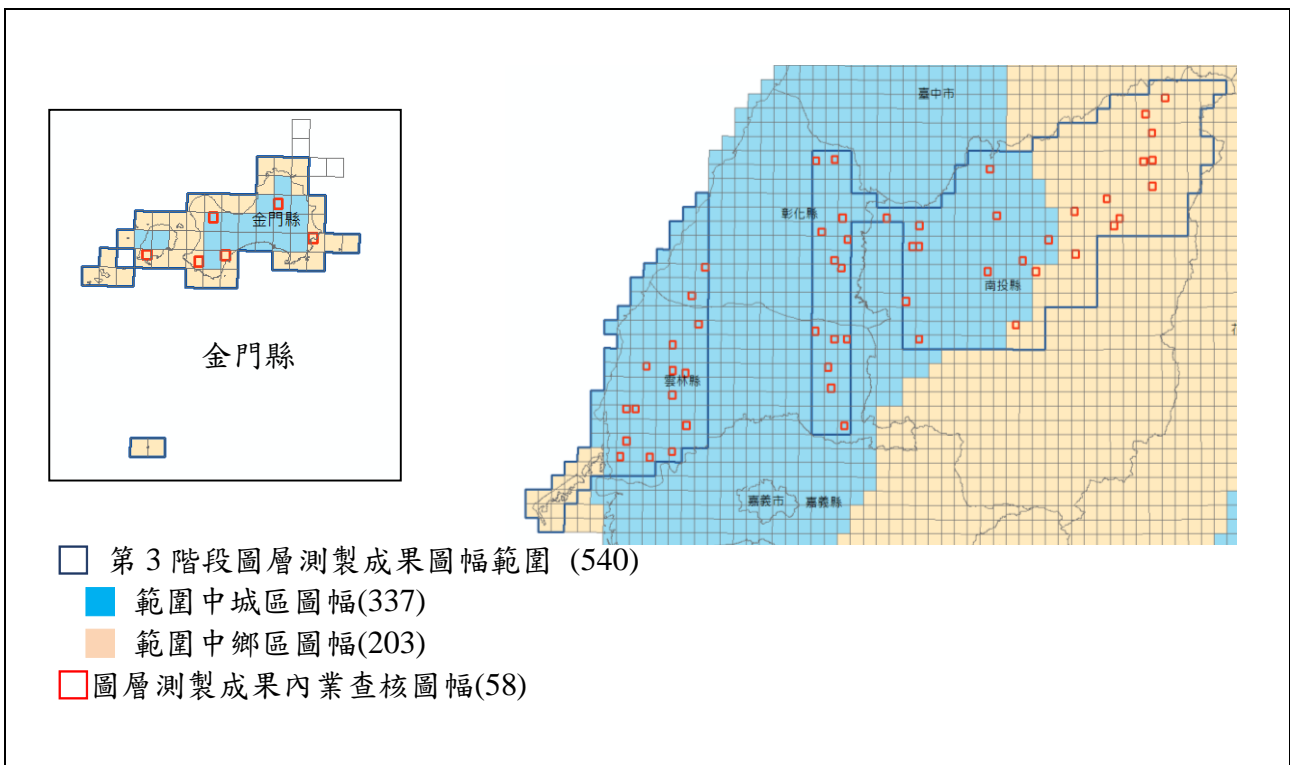 臺中市
彰化縣
南投縣
雲林縣
嘉義市
嘉義縣
金門縣
金門縣
第3階段圖層測製成果圖幅範圍 (540)
範圍中城區圖幅(337)
範圍中鄉區圖幅(203)
圖層測製成果內業查核圖幅(58)